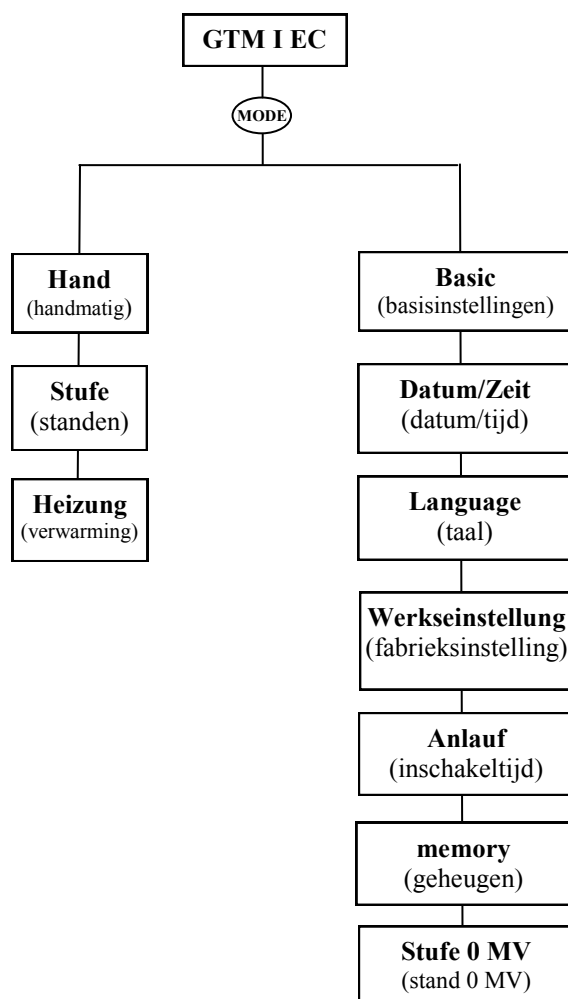 GTM I EC
MODE
Hand
(handmatig)
Stufe
(standen)
Heizung
(verwarming)
Basic
(basisinstellingen)
Datum/Zeit
(datum/tijd)
Language
(taal)
Werkseinstellung
(fabrieksinstelling)
Anlauf
(inschakeltijd)
memory
(geheugen)
Stufe 0 MV
(stand 0 MV)